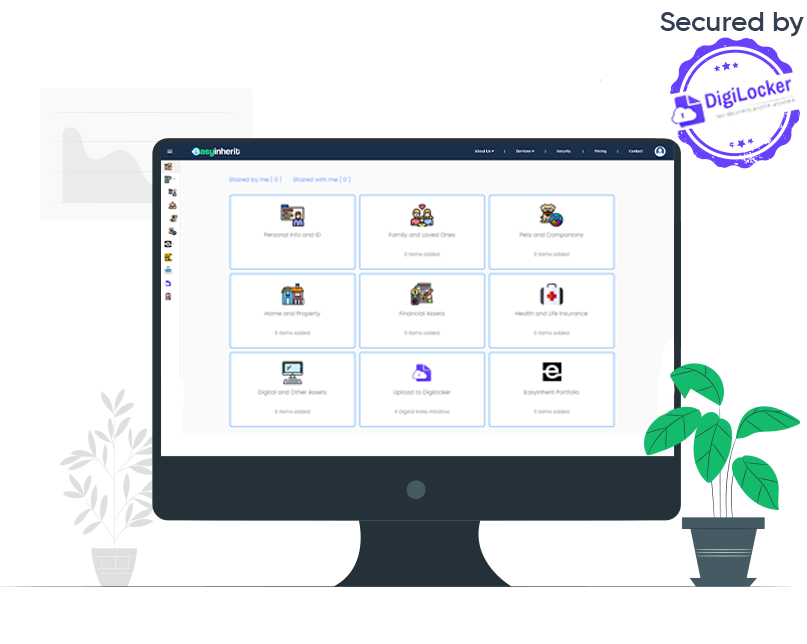 Secured by
DigiLocker
Your documents anytime, anywhere
easyinherit
About Us
Services
Security
Pricing
Contact
Shared by me [ 0 ]
Shared with me [ 0 ]
Personal Info and ID
Family and Loved Ones
0 items added
Pets and Companions
0 items added
Home and Property
0 items added
Financial Assets
0 items added
Health and Life Insurance
0 items added
Digital and Other Assets
0 items added
Upload to Digilocker
A Digital India Initiative
EasyInherit Portfolio
0 items added